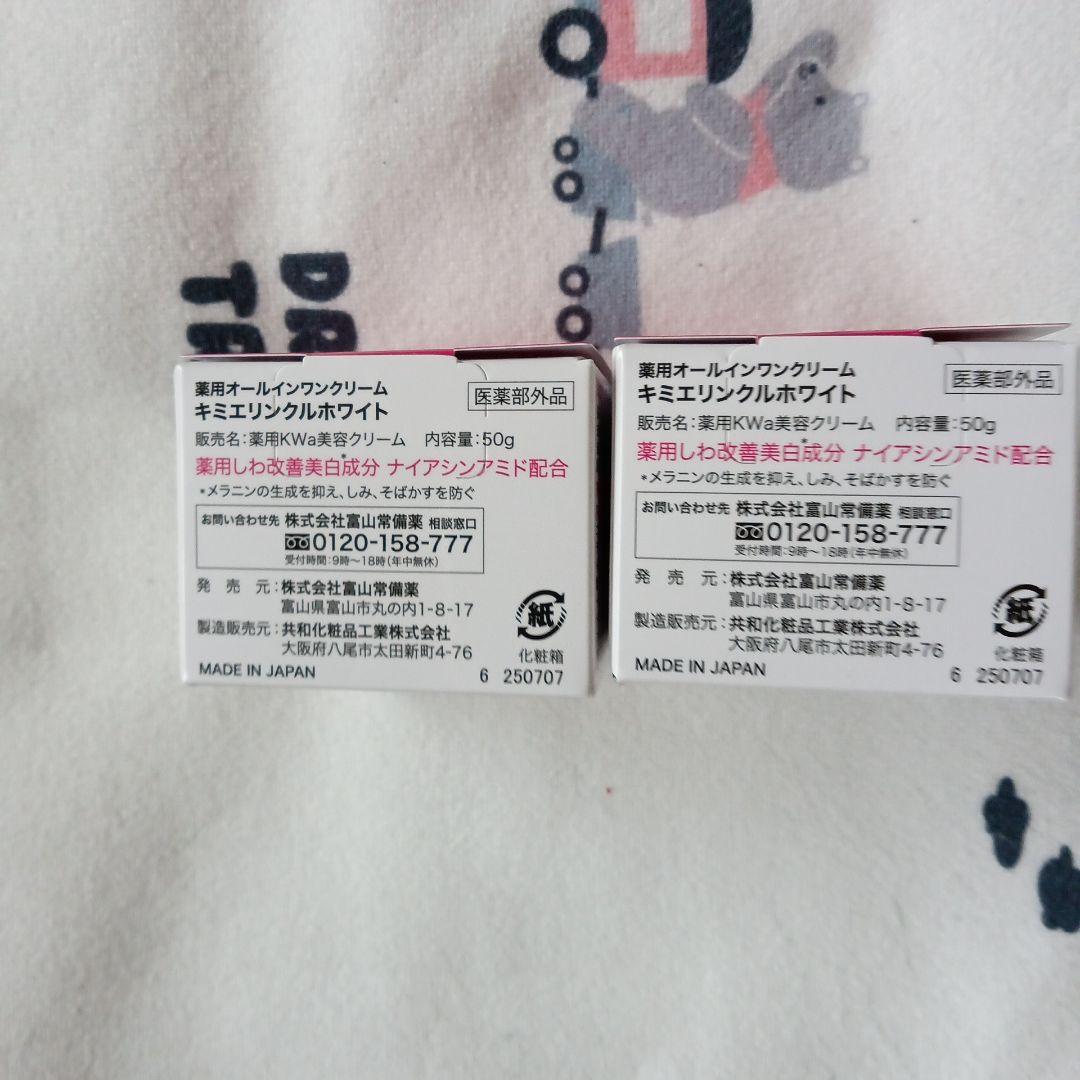 DR
TR
薬用オールインワンクリーム
キミエリンクルホワイト
医薬部外品
販売名:薬用KWa美容クリーム 内容量:50g
薬用しわ改善美白成分* ナイアシンアミド配合
*メラニンの生成を抑え、しみ、そばかすを防ぐ
お問い合わせ先 株式会社富山常備薬 相談窓口
0120-158-777
受付時間:9時〜18時(年中無休)
発売元:株式会社富山常備薬
富山県富山市丸の内1-8-17
製造販売元:共和化粧品工業株式会社
大阪府八尾市太田新町4-76
MADE IN JAPAN
紙
化粧箱
6 250707
薬用オールインワンクリーム
キミエリンクルホワイト
医薬部外品
販売名:薬用KWa美容クリーム 内容量:50g
薬用しわ改善美白成分* ナイアシンアミド配合
*メラニンの生成を抑え、しみ、そばかすを防ぐ
お問い合わせ先 株式会社富山常備薬 相談窓口
0120-158-777
受付時間:9時〜18時(年中無休)
発売元:株式会社富山常備薬
富山県富山市丸の内1-8-17
製造販売元:共和化粧品工業株式会社
大阪府八尾市太田新町4-76
MADE IN JAPAN
紙
化粧箱
6 250707